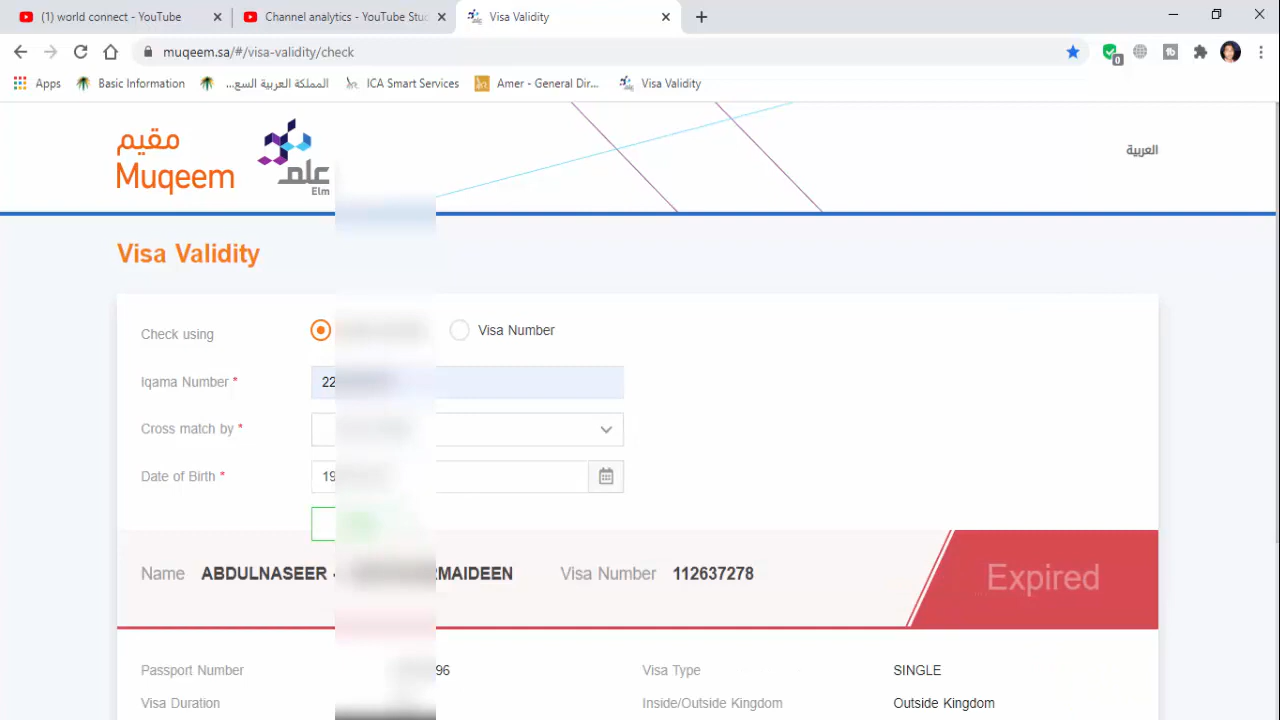 (1) world connect - YouTube
Channel analytics - YouTube Stu
Visa Validity
muqeem.sa/#/visa-validity/check
0
Apps
Basic Information
المملكة العربية السع...
ICA Smart Services
Amer - General Dir...
Visa Validity
مقيم
Muqeem
علم
Elm
العربية
Visa Validity
Check using
Visa Number
Iqama Number *
22
Cross match by *
Date of Birth *
19
Name ABDULNASEER - RMAIDEEN Visa Number 112637278
Expired
Passport Number 96 Visa Type SINGLE
Visa Duration Inside/Outside Kingdom Outside Kingdom